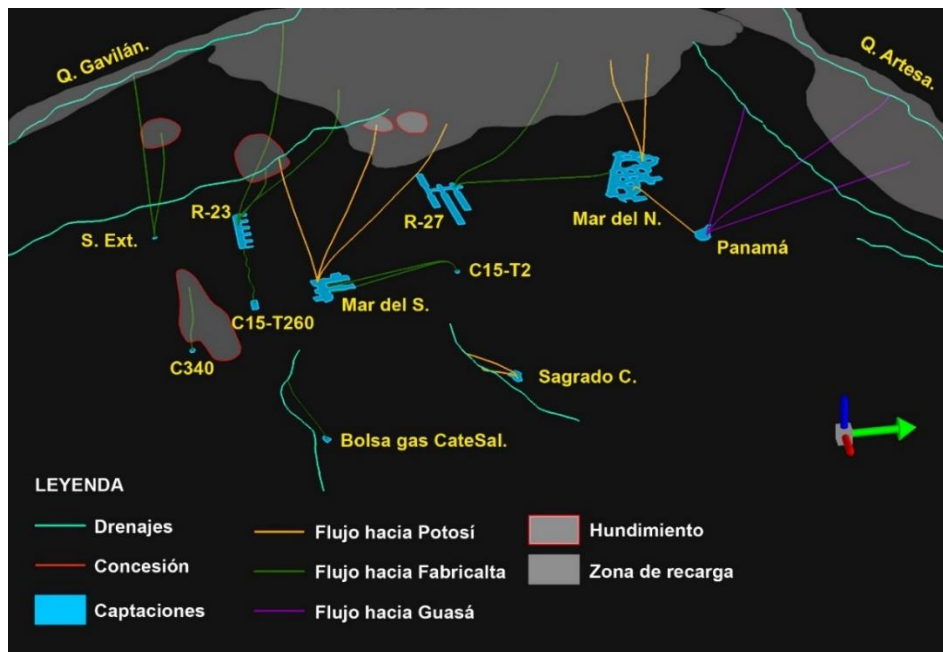 Q. Gavilán.
Q. Artesa.
S. Ext.
R-23
R-27
Mar del N.
Panamá
C15-T2
Mar del S.
C15-T260
C340
Sagrado C.
Bolsa gas CateSal.
LEYENDA
Drenajes
Concesión
Captaciones
Flujo hacia Potosí
Flujo hacia Fabricalta
Flujo hacia Guasá
Hundimiento
Zona de recarga